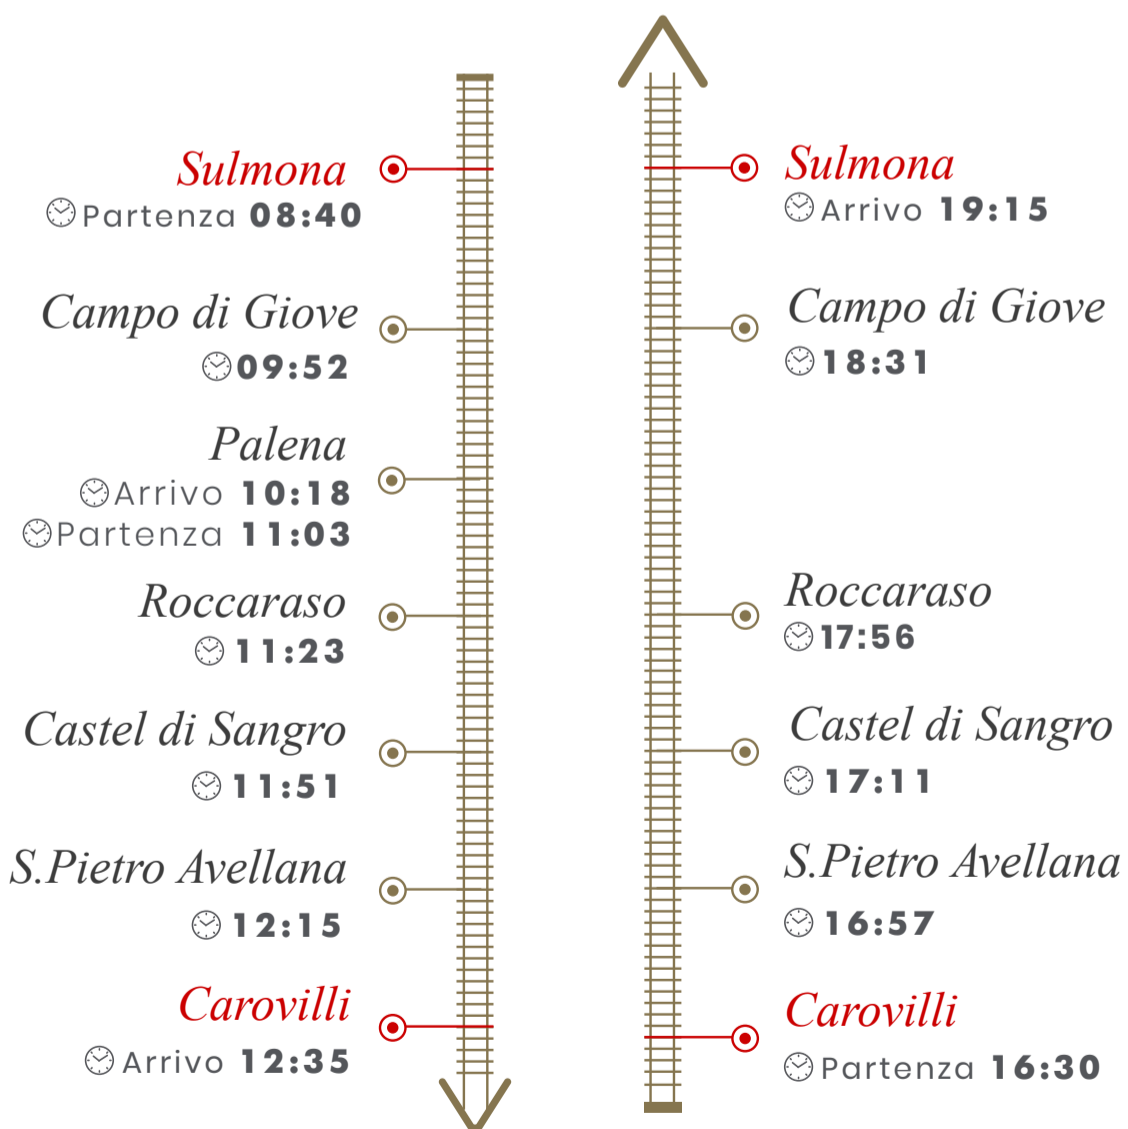 Sulmona
Partenza 08:40
Campo di Giove
09:52
Palena
Arrivo 10:18
Partenza 11:03
Roccaraso
11:23
Castel di Sangro
11:51
S.Pietro Avellana
12:15
Carovilli
Arrivo 12:35
Sulmona
Arrivo 19:15
Campo di Giove
18:31
Roccaraso
17:56
Castel di Sangro
17:11
S.Pietro Avellana
16:57
Carovilli
Partenza 16:30